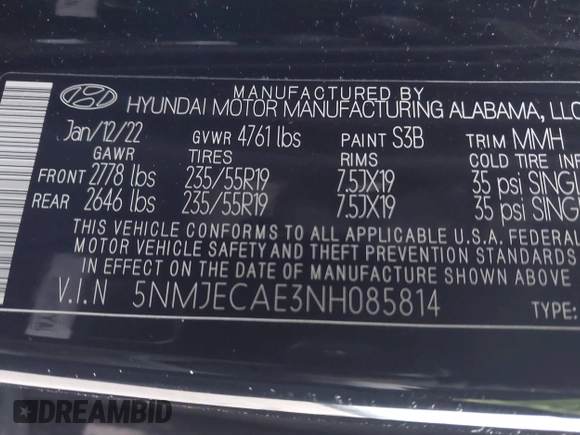 MANUFACTURED BY
HYUNDAI MOTOR MANUFACTURING ALABAMA, LLC
Jan/12/22 GVWR 4761 lbs PAINT S3B TRIM MMH
GAWR TIRES RIMS COLD TIRE INF
FRONT 2778 lbs 235/55R19 7.5JX19 35 psi SINGL
REAR 2646 lbs 235/55R19 7.5JX19 35 psi SING
THIS VEHICLE CONFORMS TO ALL APPLICABLE U.S.A. FEDERAL
MOTOR VEHICLE SAFETY AND THEFT PREVENTION STANDARDS
IN EFFECT ON THE DATE OF MANUFACTURE SHOWN ABOVE.
V.I.N 5NMJECAE3NH085814 TYPE:
DREAMBID